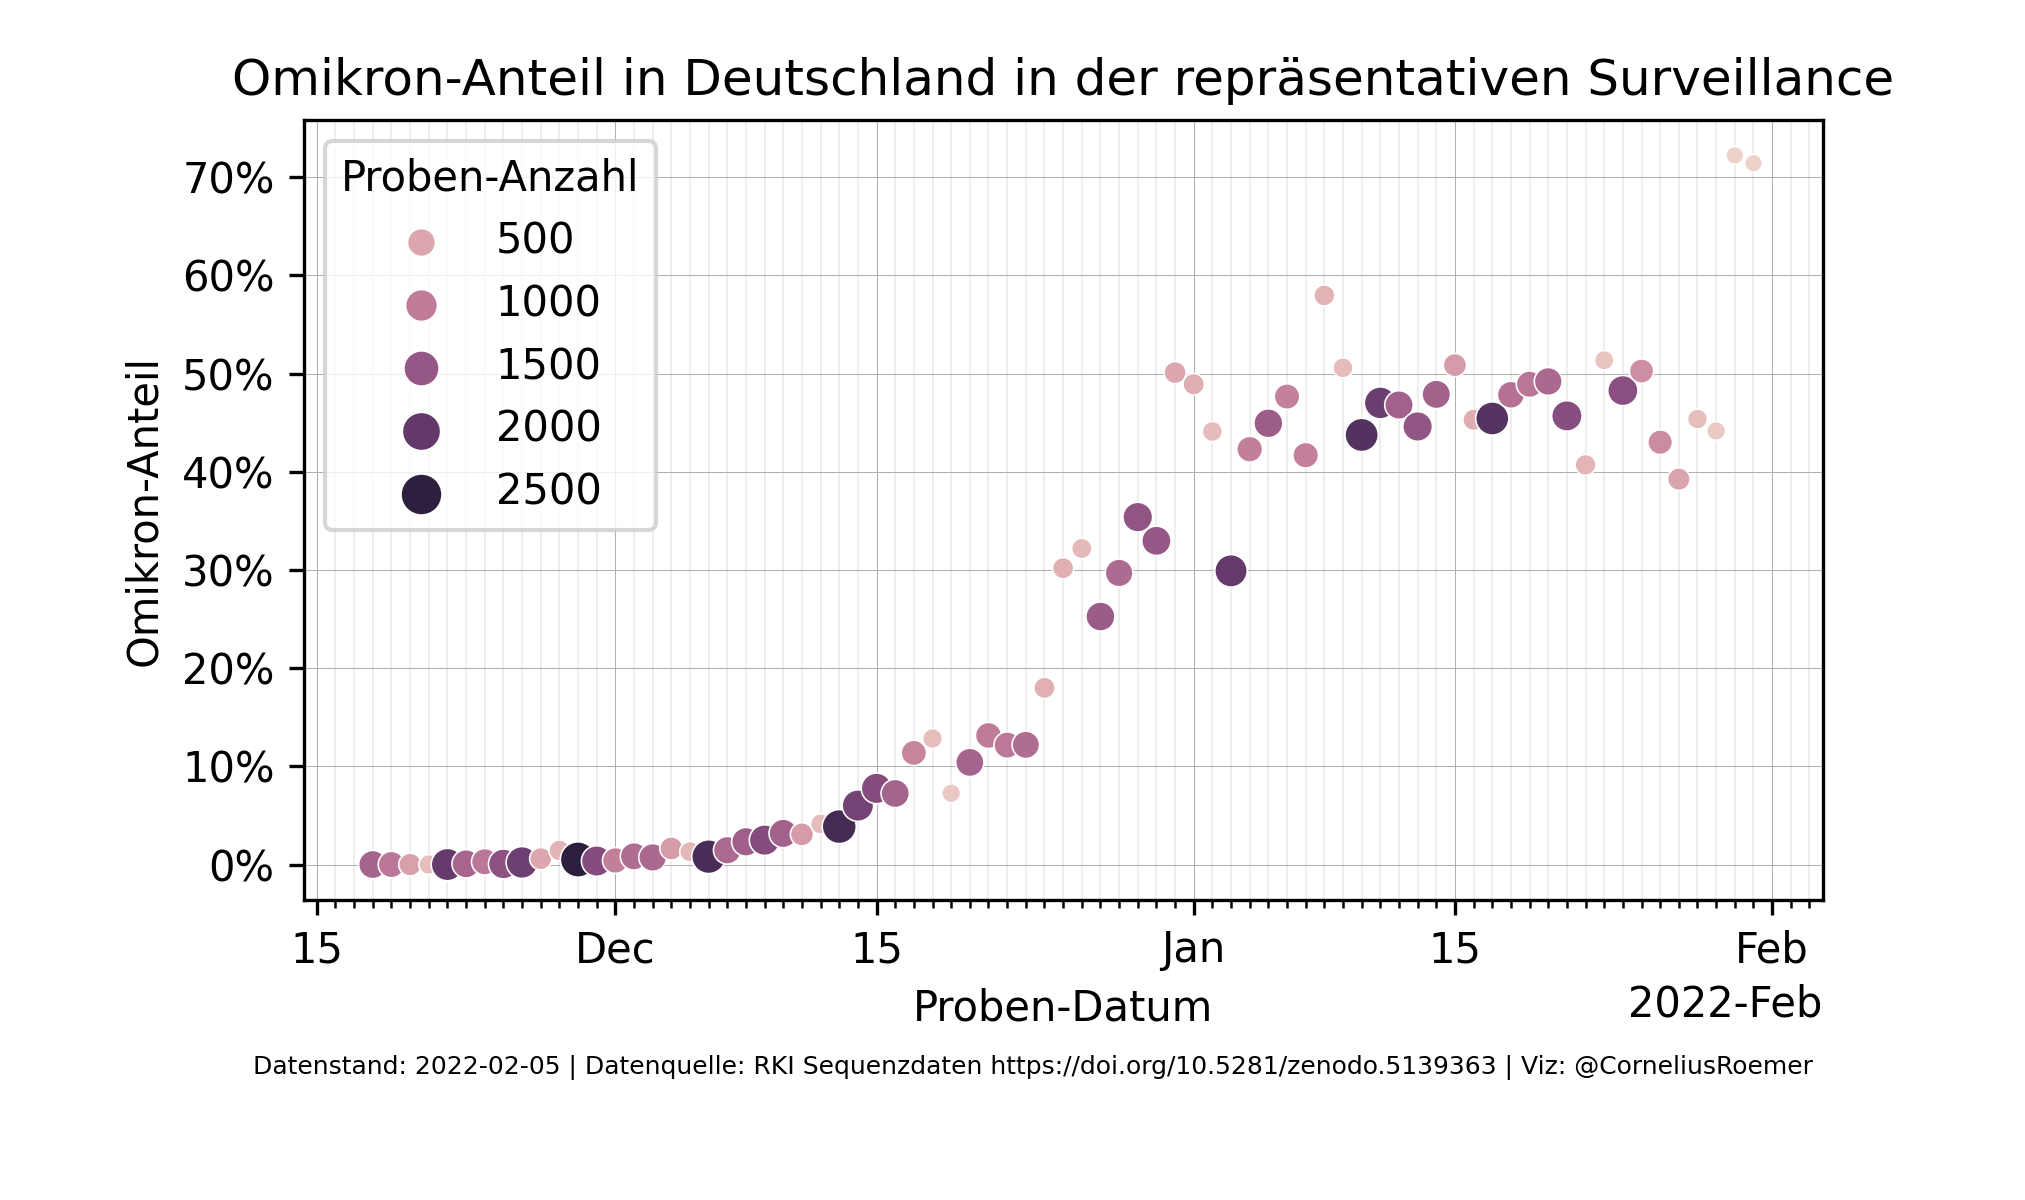 Omikron-Anteil in Deutschland in der repräsentativen Surveillance
Proben-Anzahl
500
1000
1500
2000
2500
Omikron-Anteil
70%
60%
50%
40%
30%
20%
10%
0%
15 Dec 15 Jan 15 Feb
2022-Feb
Proben-Datum
Datenstand: 2022-02-05 | Datenquelle: RKI Sequenzdaten https://doi.org/10.5281/zenodo.5139363 | Viz: @CorneliusRoemer